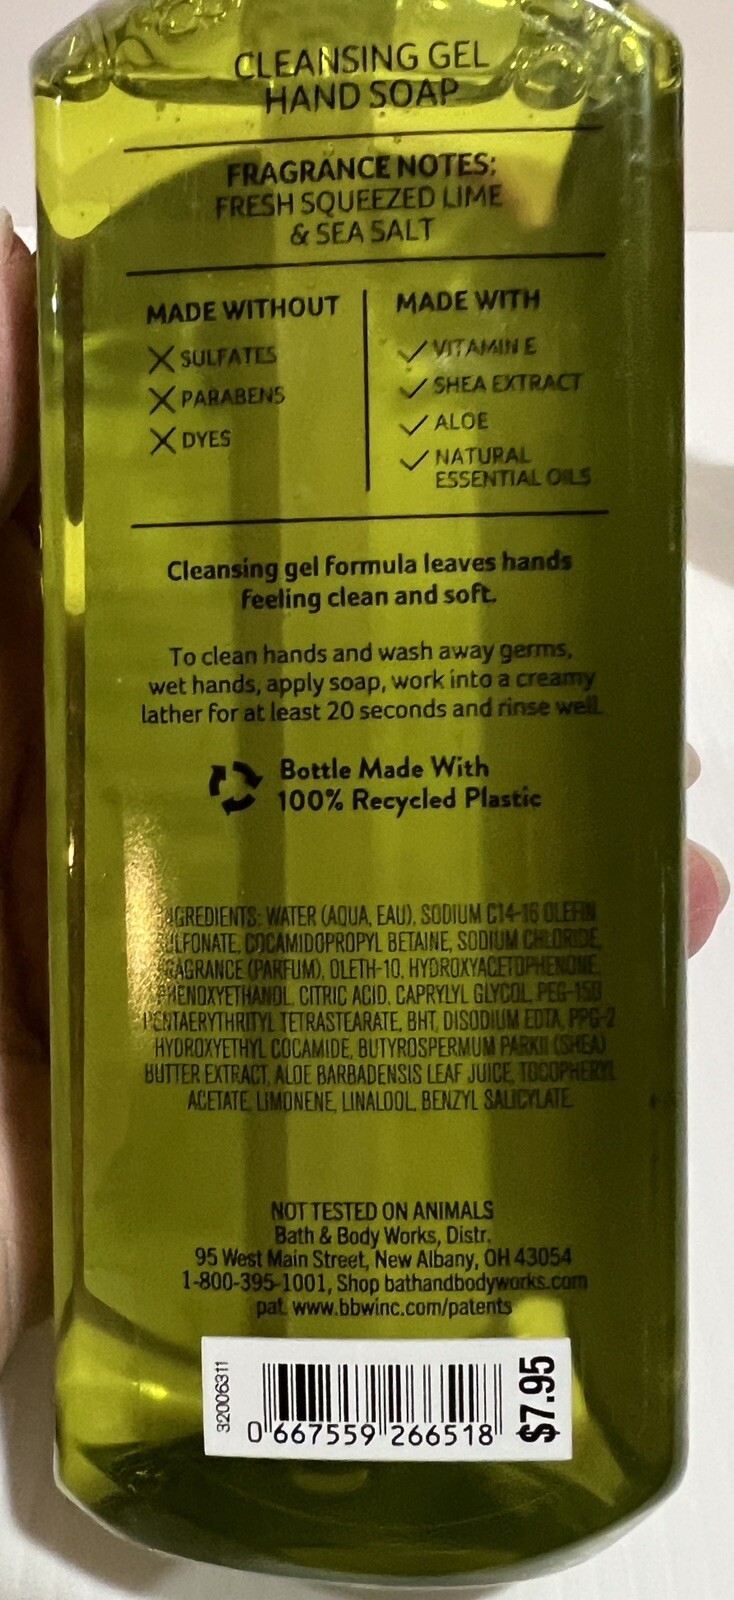 CLEANSING GEL
HAND SOAP
FRAGRANCE NOTES:
FRESH SQUEEZED LIME
& SEA SALT
MADE WITHOUT
SULFATES
PARABENS
DYES
MADE WITH
VITAMIN E
SHEA EXTRACT
ALOE
NATURAL
ESSENTIAL OILS
Cleansing gel formula leaves hands
feeling clean and soft.
To clean hands and wash away germs,
wet hands, apply soap, work into a creamy
lather for at least 20 seconds and rinse well.
Bottle Made With
100% Recycled Plastic
INGREDIENTS: WATER (AQUA, EAU), SODIUM C14-16 OLEFIN
SULFONATE, COCAMIDOPROPYL BETAINE, SODIUM CHLORIDE,
FRAGRANCE (PARFUM), OLETH-10, HYDROXYACETOPHENONE,
PHENOXYETHANOL, CITRIC ACID, CAPRYLYL GLYCOL, PEG-150
PENTAERYTHRITYL TETRASTEARATE, BHT, DISODIUM EDTA, PPG-2
HYDROXYETHYL COCAMIDE, BUTYROSPERMUM PARKII (SHEA)
BUTTER EXTRACT, ALOE BARBADENSIS LEAF JUICE, TOCOPHERYL
ACETATE, LIMONENE, LINALOOL, BENZYL SALICYLATE.
NOT TESTED ON ANIMALS
Bath & Body Works, Distr.
95 West Main Street, New Albany, OH 43054
1-800-395-1001, Shop bathandbodyworks.com
pat. www.bbwinc.com/patents
32006311
0 667559 266518
$7.95